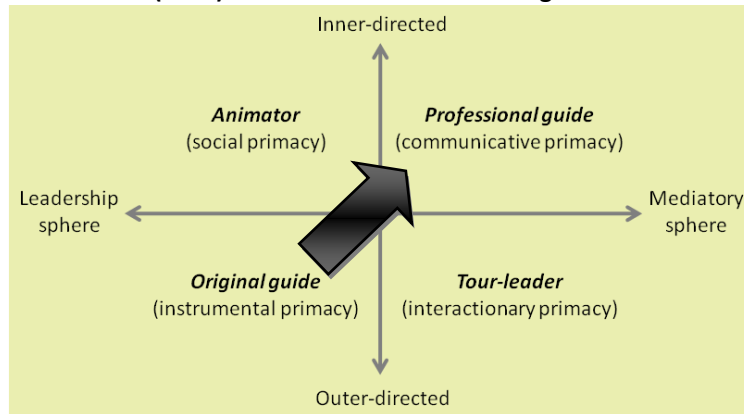 Inner-directed
Animator
(social primacy)
Professional guide
(communicative primacy)
Leadership
sphere
Mediatory
sphere
Original guide
(instrumental primacy)
Tour-leader
(interactionary primacy)
Outer-directed